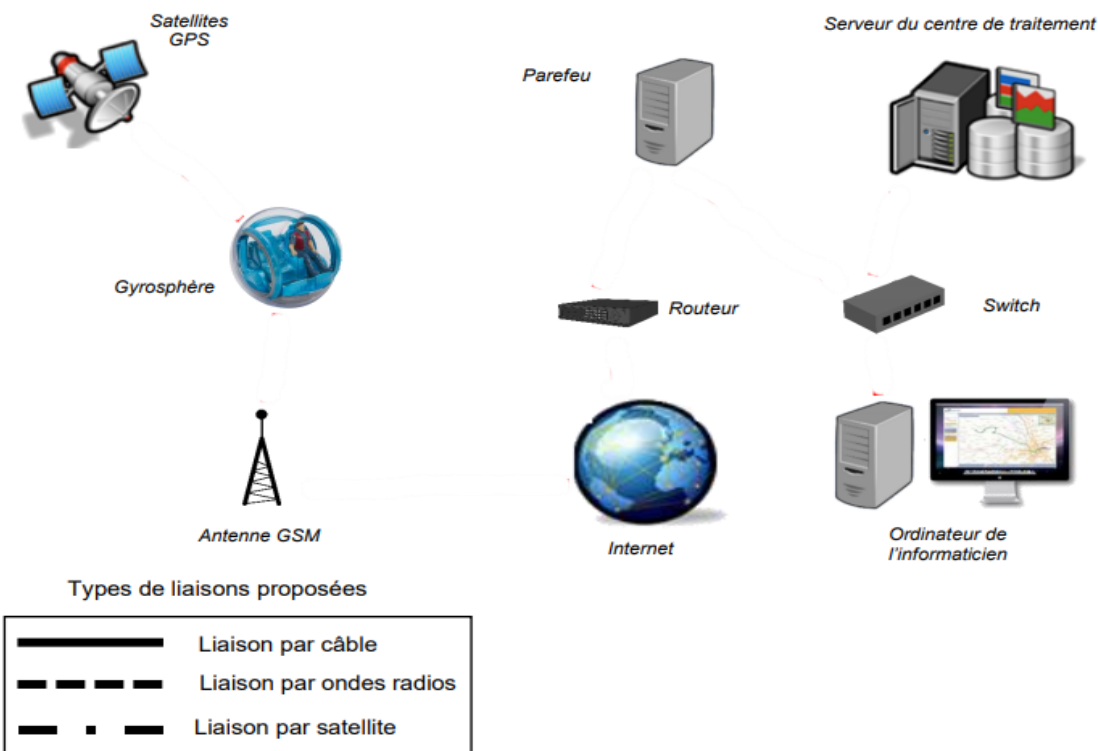 Satellites
GPS
Serveur du centre de traitement
Parefeu
Gyrosphère
Routeur
Switch
Antenne GSM
Internet
Ordinateur de
l'informaticien
Types de liaisons proposées
Liaison par câble
Liaison par ondes radios
Liaison par satellite